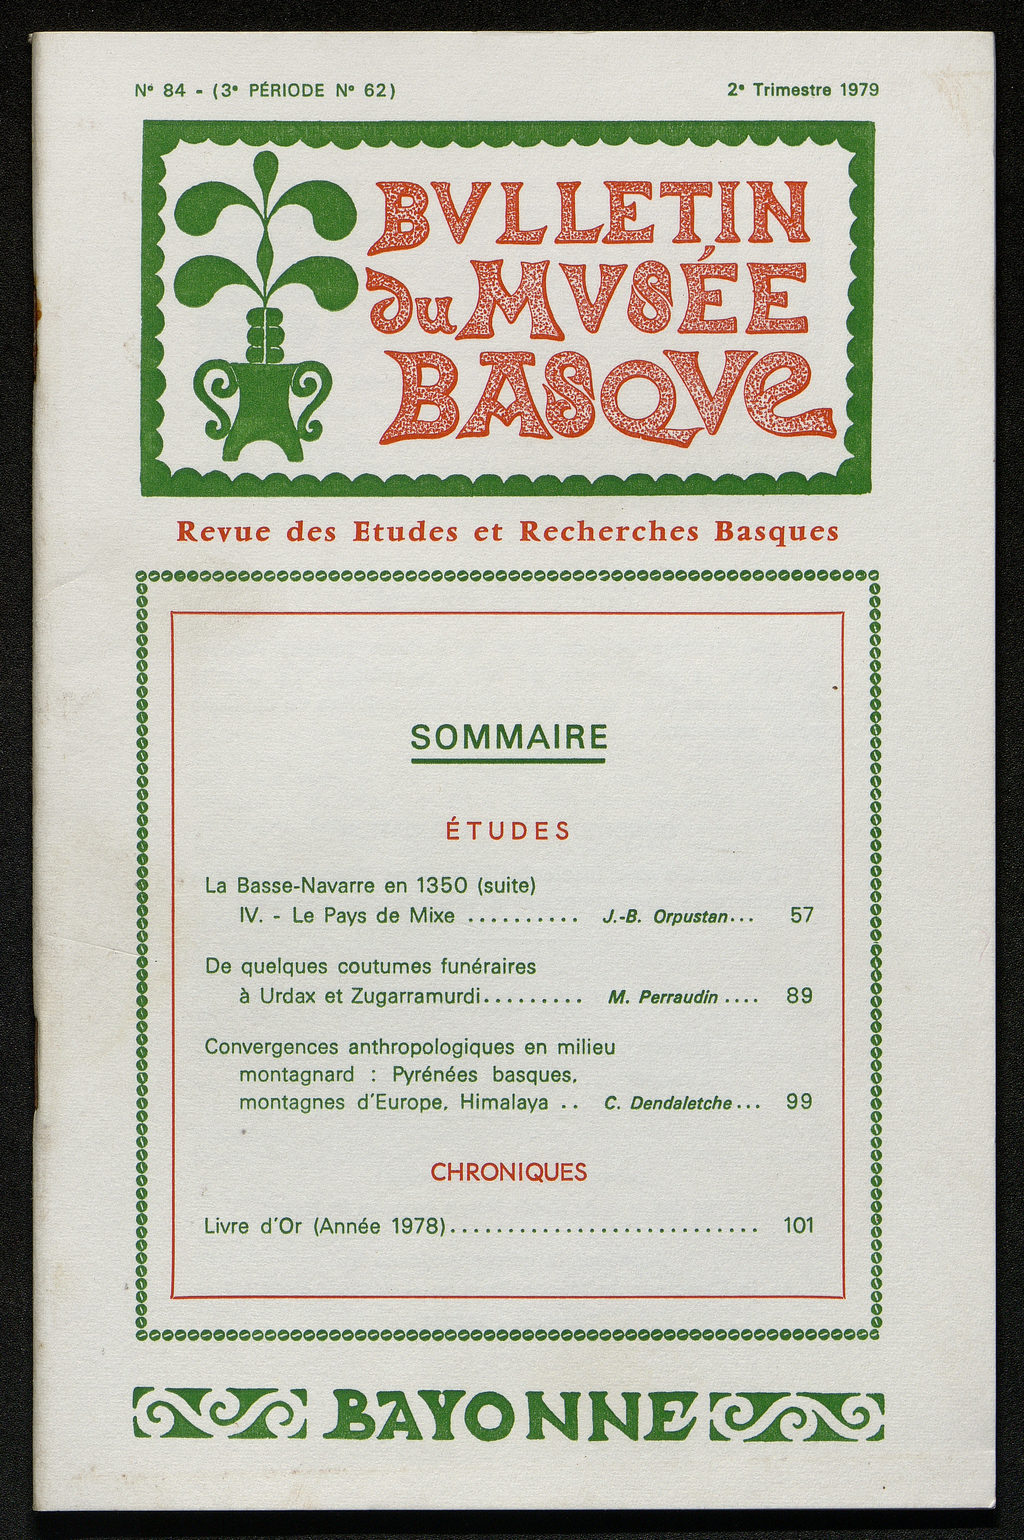 Nº 84 - (3e PÉRIODE Nº 62)
2e Trimestre 1979
BVLLETIN
du MVSÉE
BASQVE
Revue des Etudes et Recherches Basques
SOMMAIRE
ÉTUDES
La Basse-Navarre en 1350 (suite)
IV. - Le Pays de Mixe .......... J.-B. Orpustan... 57
De quelques coutumes funéraires
à Urdax et Zugarramurdi......... M. Perraudin .... 89
Convergences anthropologiques en milieu
montagnard : Pyrénées basques,
montagnes d'Europe, Himalaya .. C. Dendaletche... 99
CHRONIQUES
Livre d'Or (Année 1978)........................... 101
BAYONNE